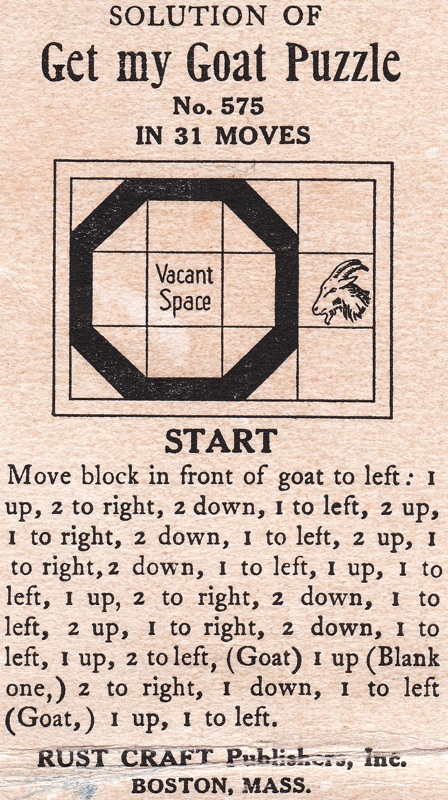 SOLUTION OF
Get my Goat Puzzle
No. 575
IN 31 MOVES
Vacant
Space
START
Move block in front of goat to left: 1
up, 2 to right, 2 down, 1 to left, 2 up,
1 to right, 2 down, 1 to left, 2 up, 1
to right, 2 down, 1 to left, 1 up, 1 to
left, 1 up, 2 to right, 2 down, 1 to
left, 2 up, 1 to right, 2 down, 1 to
left, 1 up, 2 to left, (Goat) 1 up (Blank
one,) 2 to right, 1 down, 1 to left
(Goat,) 1 up, 1 to left.
RUST CRAFT Publishers, Inc.
BOSTON, MASS.